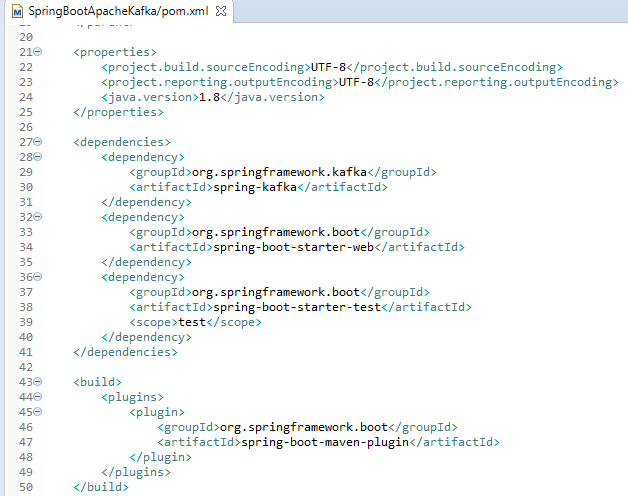 SpringBootApacheKafka/pom.xml
20
21 <properties>
22 <project.build.sourceEncoding>UTF-8</project.build.sourceEncoding>
23 <project.reporting.outputEncoding>UTF-8</project.reporting.outputEncoding>
24 <java.version>1.8</java.version>
25 </properties>
26
27 <dependencies>
28 <dependency>
29 <groupId>org.springframework.kafka</groupId>
30 <artifactId>spring-kafka</artifactId>
31 </dependency>
32 <dependency>
33 <groupId>org.springframework.boot</groupId>
34 <artifactId>spring-boot-starter-web</artifactId>
35 </dependency>
36 <dependency>
37 <groupId>org.springframework.boot</groupId>
38 <artifactId>spring-boot-starter-test</artifactId>
39 <scope>test</scope>
40 </dependency>
41 </dependencies>
42
43 <build>
44 <plugins>
45 <plugin>
46 <groupId>org.springframework.boot</groupId>
47 <artifactId>spring-boot-maven-plugin</artifactId>
48 </plugin>
49 </plugins>
50 </build>